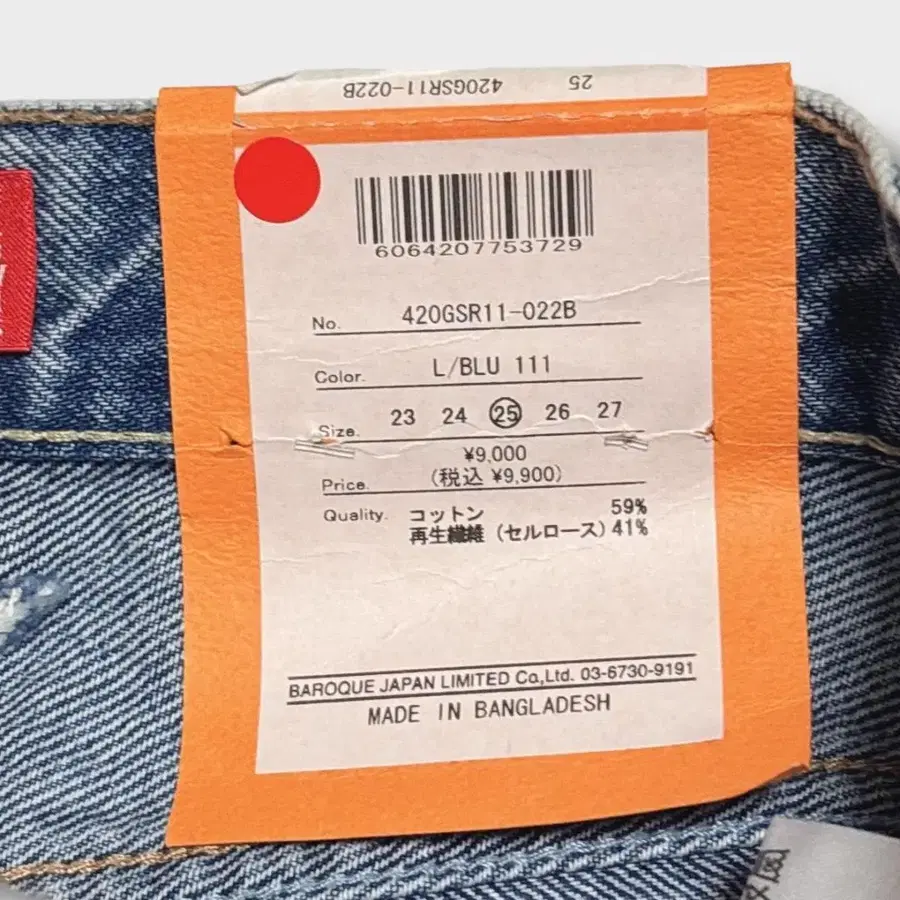 420GSR11-022B 25
6064207753729
No. 420GSR11-022B
Color. L/BLU 111
Size. 23 24 25 26 27
¥9,000
Price. (税込 ¥9,900)
Quality. コットン 59%
再生繊維 (セルロース) 41%
BAROQUE JAPAN LIMITED Co,Ltd. 03-6730-9191
MADE IN BANGLADESH